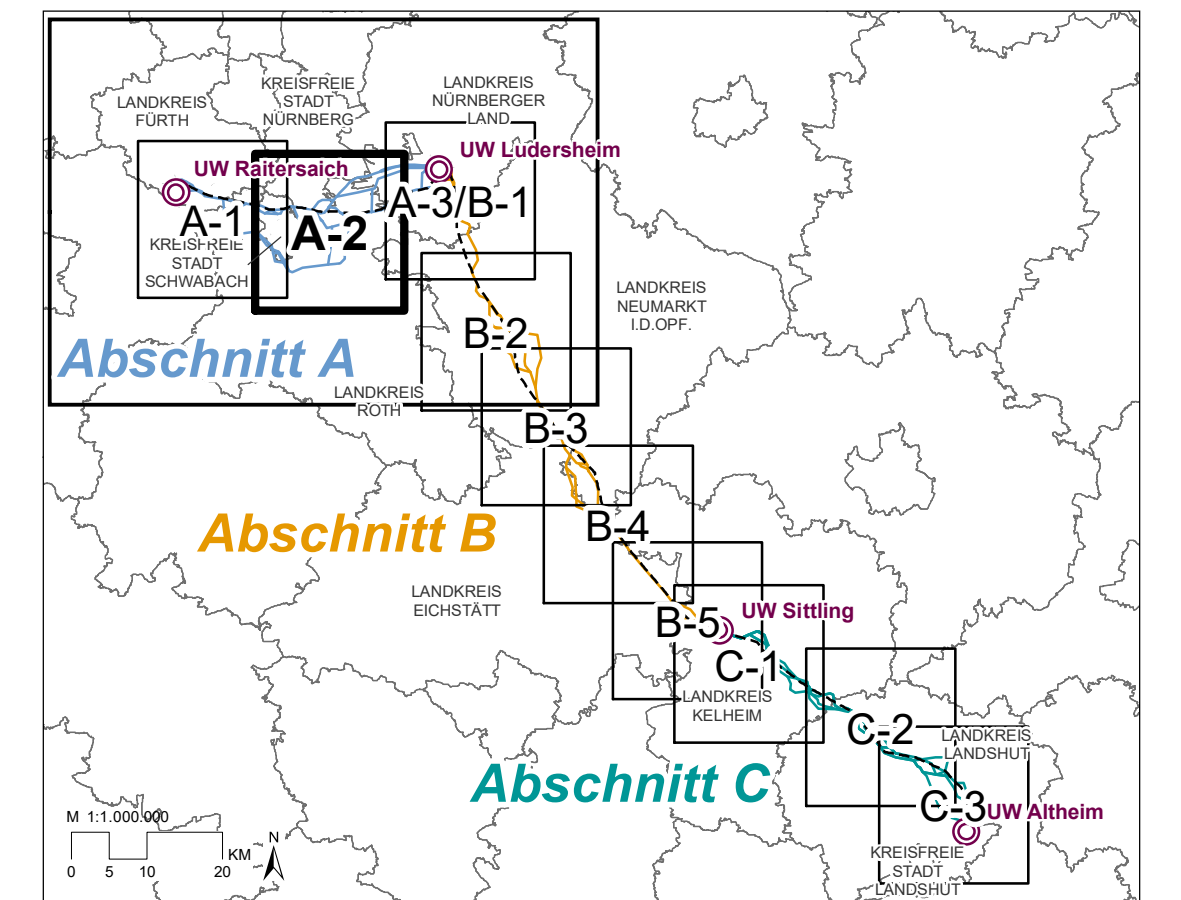 LANDKREIS
FÜRTH
KREISFREIE
STADT
NÜRNBERG
LANDKREIS
NÜRNBERGER
LAND
UW Raitersaich
UW Ludersheim
A-1
A-2
A-3/B-1
KREISFREIE
STADT
SCHWABACH
LANDKREIS
NEUMARKT
I.D.OPF.
B-2
Abschnitt A
LANDKREIS
ROTH
B-3
Abschnitt B
B-4
LANDKREIS
EICHSTÄTT
B-5
UW Sittling
C-1
LANDKREIS
KELHEIM
C-2
LANDKREIS
LANDSHUT
Abschnitt C
C-3
UW Altheim
KREISFREIE
STADT
LANDSHUT
M 1:1.000.000
KM
0 5 10 20
N